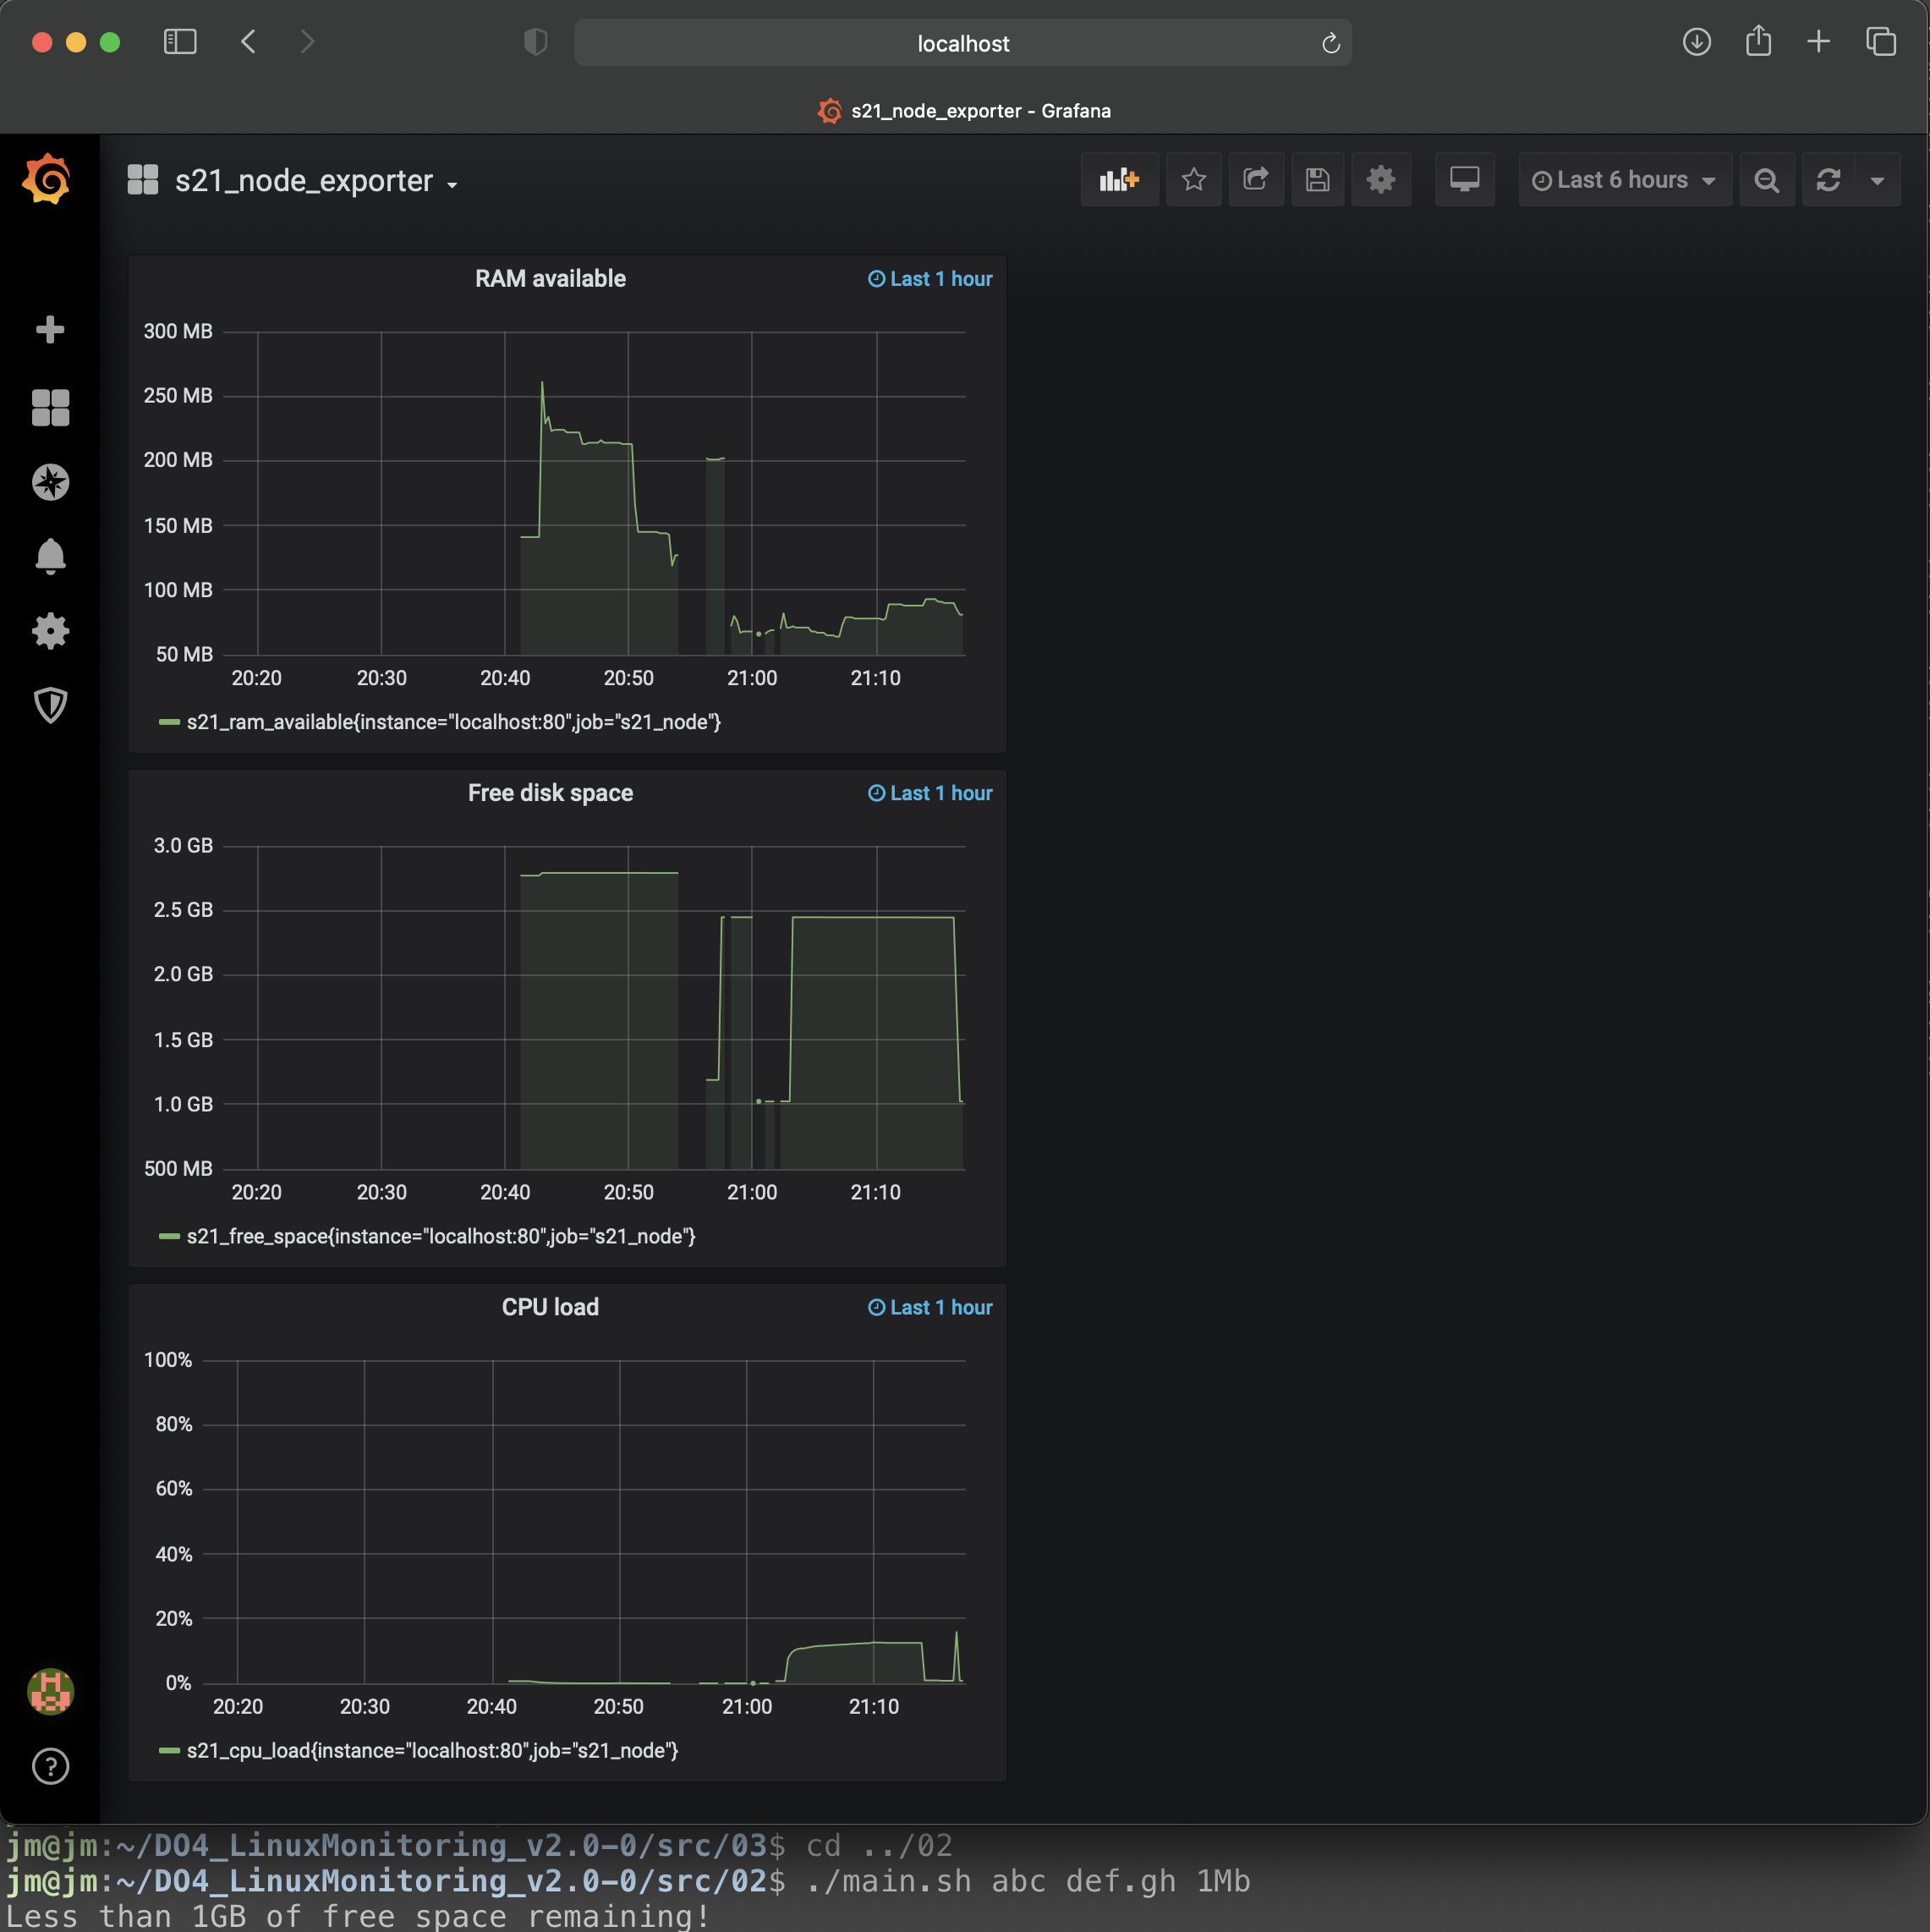 localhost
s21_node_exporter - Grafana
s21_node_exporter
Last 6 hours
RAM available
Last 1 hour
300 MB
250 MB
200 MB
150 MB
100 MB
50 MB
20:20 20:30 20:40 20:50 21:00 21:10
s21_ram_available{instance="localhost:80",job="s21_node"}
Free disk space
Last 1 hour
3.0 GB
2.5 GB
2.0 GB
1.5 GB
1.0 GB
500 MB
20:20 20:30 20:40 20:50 21:00 21:10
s21_free_space{instance="localhost:80",job="s21_node"}
CPU load
Last 1 hour
100%
80%
60%
40%
20%
0%
20:20 20:30 20:40 20:50 21:00 21:10
s21_cpu_load{instance="localhost:80",job="s21_node"}
jm@jm:~/DO4_LinuxMonitoring_v2.0-0/src/03$ cd ../02
jm@jm:~/DO4_LinuxMonitoring_v2.0-0/src/02$ ./main.sh abc def.gh 1Mb
Less than 1GB of free space remaining!